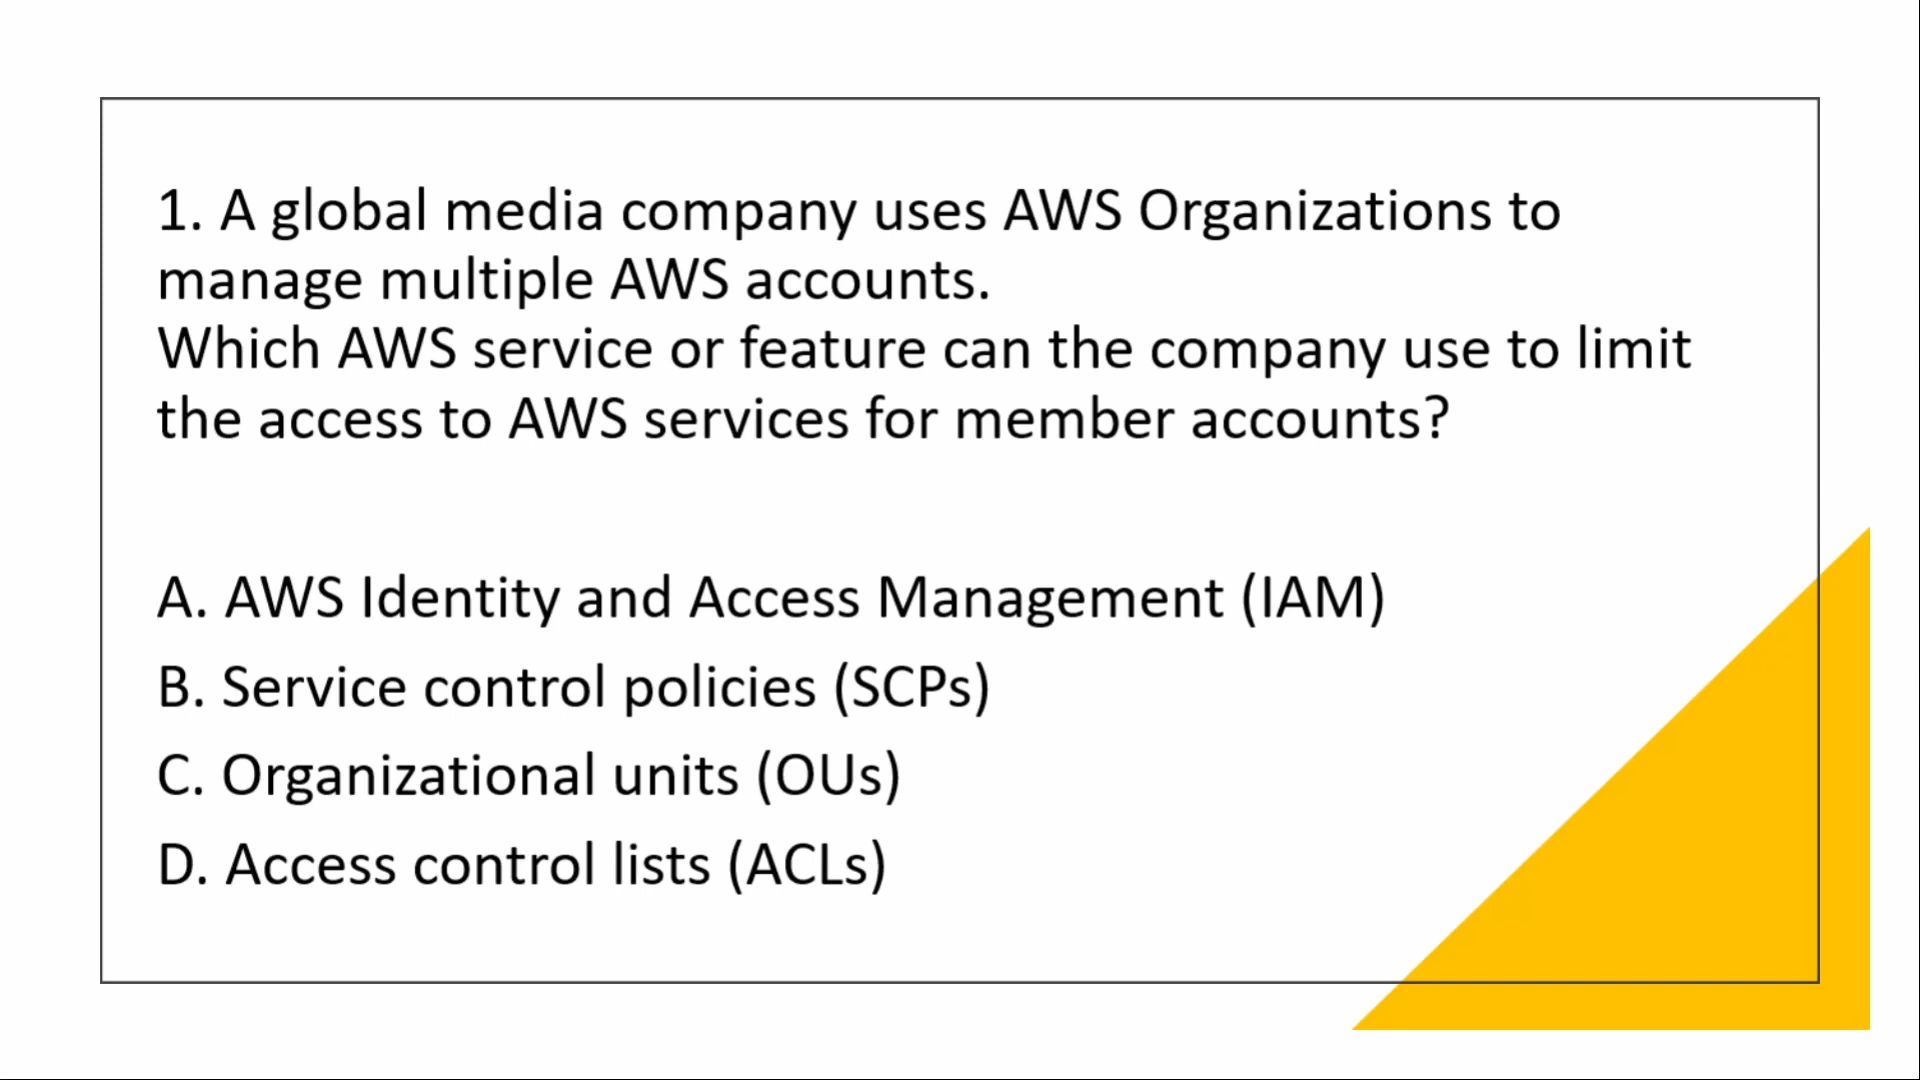 1. A global media company uses AWS Organizations to
manage multiple AWS accounts.
Which AWS service or feature can the company use to limit
the access to AWS services for member accounts?
A. AWS Identity and Access Management (IAM)
B. Service control policies (SCPs)
C. Organizational units (OUs)
D. Access control lists (ACLs)